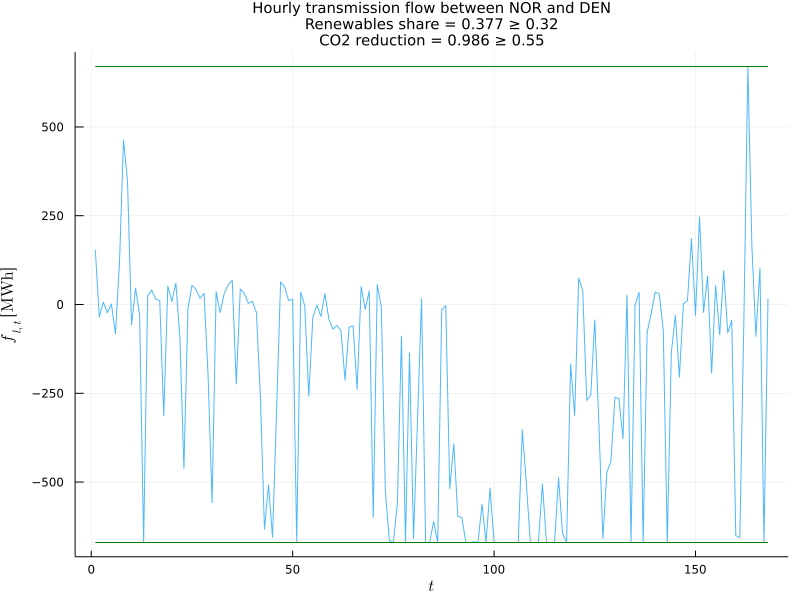 Hourly transmission flow between NOR and DEN
Renewables share = 0.377 ≥ 0.32
CO2 reduction = 0.986 ≥ 0.55
500
250
0
−250
−500
f_{l,t} [MWh]
0 50 100 150
t